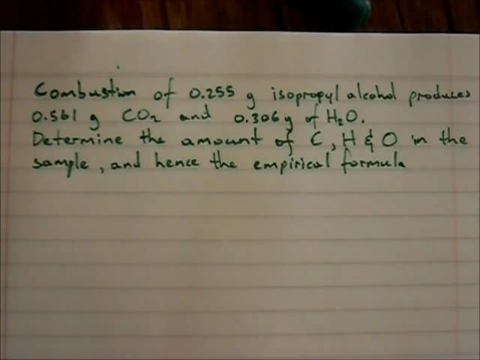 Combustion of 0.255 g isopropyl alcohol produces
0.561 g CO2 and 0.306 g of H2O.
Determine the amount of C, H & O in the
sample, and hence the empirical formula